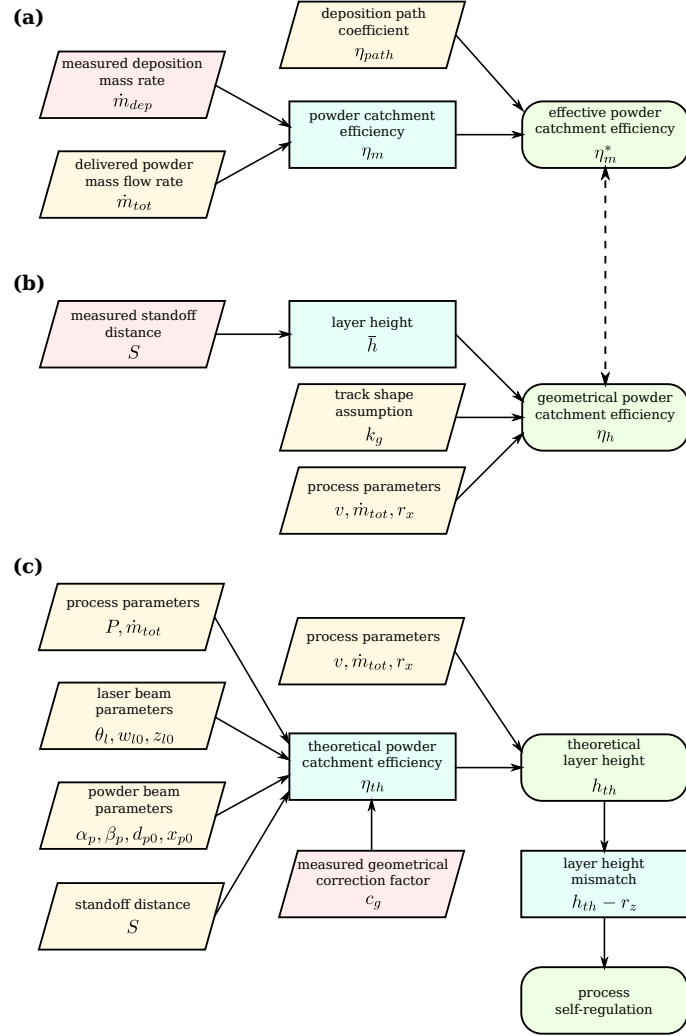 (a)
deposition path
coefficient
η_path
measured deposition
mass rate
ṁ_dep
powder catchment
efficiency
η_m
effective powder
catchment efficiency
η*_m
delivered powder
mass flow rate
ṁ_tot
(b)
measured standoff
distance
S
layer height
h̄
track shape
assumption
k_g
geometrical powder
catchment efficiency
η_h
process parameters
v, ṁ_tot, r_x
(c)
process parameters
P, ṁ_tot
process parameters
v, ṁ_tot, r_x
laser beam
parameters
θ_l, w_l0, z_l0
theoretical powder
catchment efficiency
η_th
theoretical
layer height
h_th
powder beam
parameters
α_p, β_p, d_p0, x_p0
measured geometrical
correction factor
c_g
layer height
mismatch
h_th − r_z
standoff distance
S
process
self-regulation